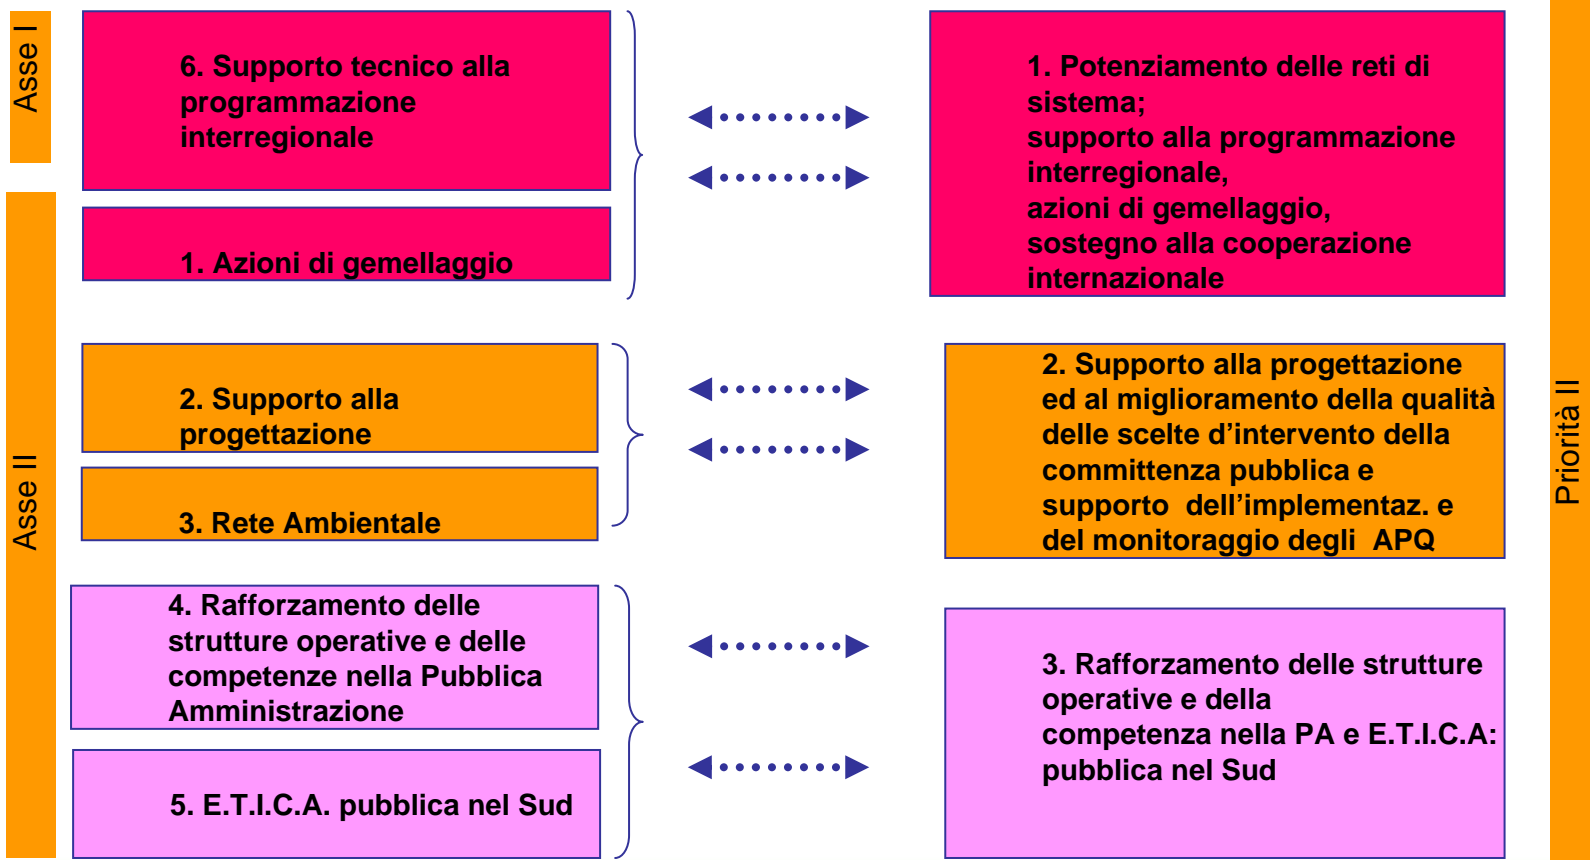 Asse I
6. Supporto tecnico alla
programmazione
interregionale
1. Azioni di gemellaggio
1. Potenziamento delle reti di
sistema;
supporto alla programmazione
interregionale,
azioni di gemellaggio,
sostegno alla cooperazione
internazionale
Asse II
2. Supporto alla
progettazione
3. Rete Ambientale
2. Supporto alla progettazione
ed al miglioramento della qualità
delle scelte d’intervento della
committenza pubblica e
supporto dell’implementaz. e
del monitoraggio degli APQ
4. Rafforzamento delle
strutture operative e delle
competenze nella Pubblica
Amministrazione
5. E.T.I.C.A. pubblica nel Sud
3. Rafforzamento delle strutture
operative e della
competenza nella PA e E.T.I.C.A:
pubblica nel Sud
Priorità II